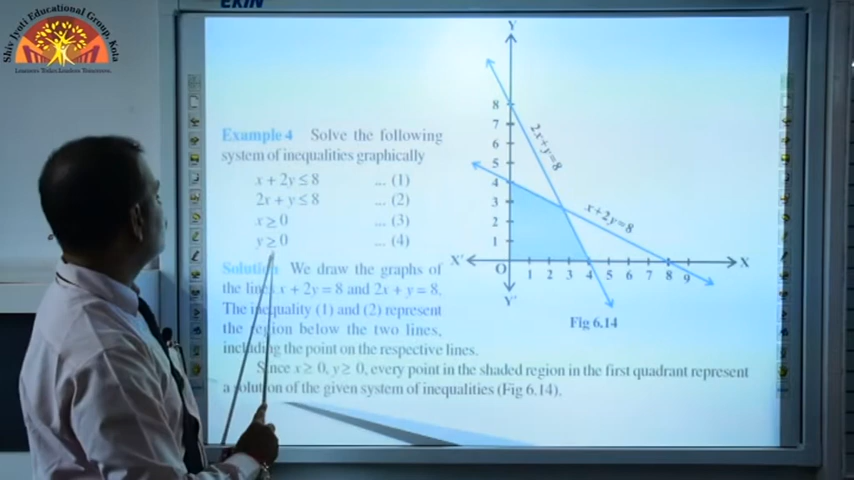 EKIN
Shiv Jyoti Educational Group, Kota
Example 4 Solve the following
system of inequalities graphically
x + 2y ≤ 8 ... (1)
2x + y ≤ 8 ... (2)
x ≥ 0 ... (3)
y ≥ 0 ... (4)
Solution We draw the graphs of
the lines x + 2y = 8 and 2x + y = 8.
The inequality (1) and (2) represent
the region below the two lines,
including the point on the respective lines.
Since x ≥ 0, y ≥ 0, every point in the shaded region in the first quadrant represent
a solution of the given system of inequalities (Fig 6.14).
Y
8
7
6
5
4
3
2
1
2x+y=8
x+2y=8
X' O 1 2 3 4 5 6 7 8 9 X
Y'
Fig 6.14